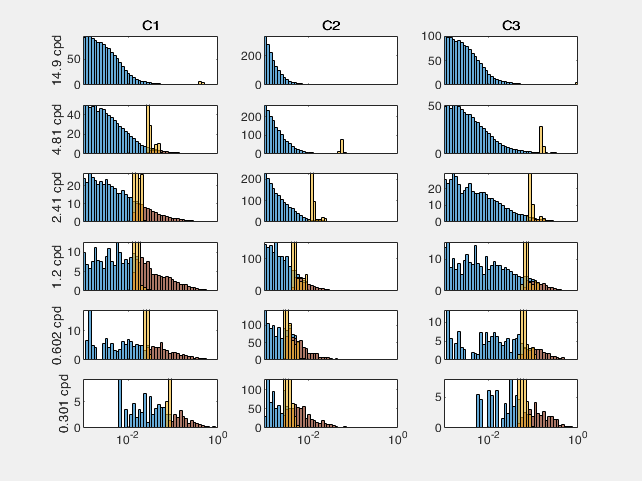 C1 C2 C3
14.9 cpd 50 0 200 0 100 50 0
4.81 cpd 40 20 0 200 100 0 50 0
2.41 cpd 20 10 0 200 100 0 20 10 0
1.2 cpd 10 5 0 100 0 10 5 0
0.602 cpd 10 0 100 50 0 10 5 0
0.301 cpd 5 0 100 50 0 5 0
10^-2 10^0 10^-2 10^0 10^-2 10^0